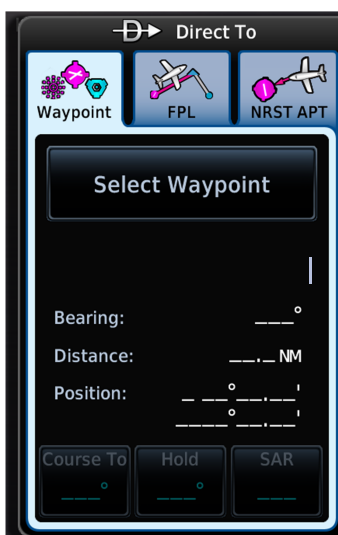 D Direct To
Waypoint FPL NRST APT
Select Waypoint
Bearing: ___°
Distance: __._ NM
Position: _ __°__.__'
___°__.__'
Course To Hold SAR
___° ___° ___